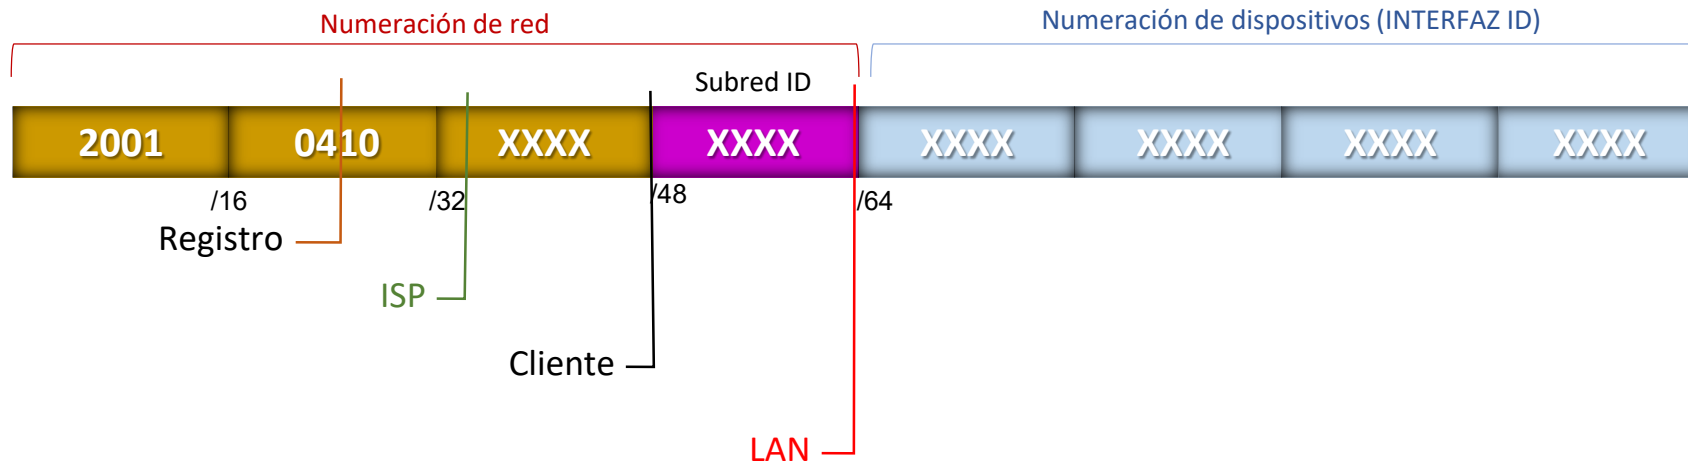 Numeración de red
Numeración de dispositivos (INTERFAZ ID)
Subred ID
2001 0410 XXXX XXXX XXXX XXXX XXXX XXXX
/16 /32 /48 /64
Registro
ISP
Cliente
LAN